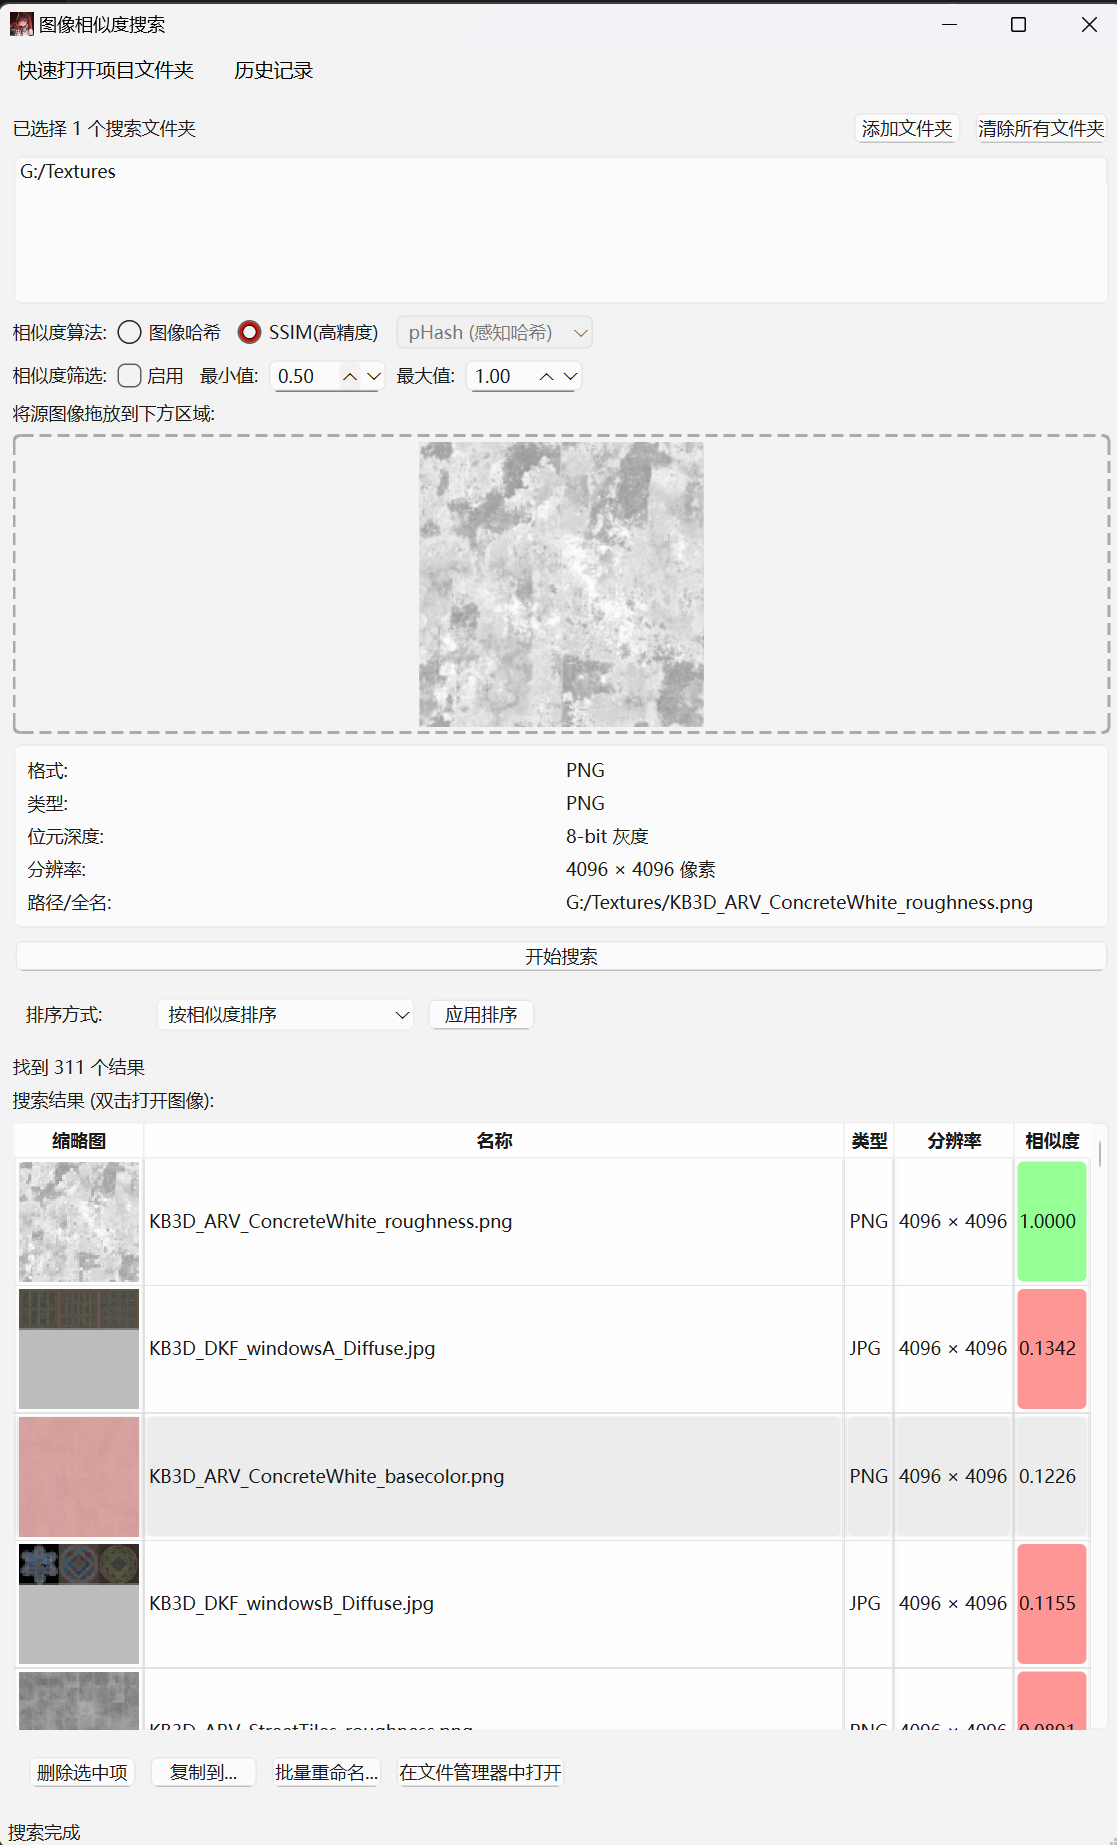 图像相似度搜索
快速打开项目文件夹 历史记录
已选择 1 个搜索文件夹 添加文件夹 清除所有文件夹
G:/Textures
相似度算法: 图像哈希 SSIM(高精度) pHash (感知哈希)
相似度筛选: 启用 最小值: 0.50 最大值: 1.00
将源图像拖放到下方区域:
格式: PNG
类型: PNG
位元深度: 8-bit 灰度
分辨率: 4096 × 4096 像素
路径/全名: G:/Textures/KB3D_ARV_ConcreteWhite_roughness.png
开始搜索
排序方式: 按相似度排序 应用排序
找到 311 个结果
搜索结果 (双击打开图像):
缩略图 名称 类型 分辨率 相似度
KB3D_ARV_ConcreteWhite_roughness.png PNG 4096 × 4096 1.0000
KB3D_DKF_windowsA_Diffuse.jpg JPG 4096 × 4096 0.1342
KB3D_ARV_ConcreteWhite_basecolor.png PNG 4096 × 4096 0.1226
KB3D_DKF_windowsB_Diffuse.jpg JPG 4096 × 4096 0.1155
KB3D_ARV_StreetTiles_roughness.png PNG 4096 × 4096 0.0891
删除选中项 复制到... 批量重命名... 在文件管理器中打开
搜索完成